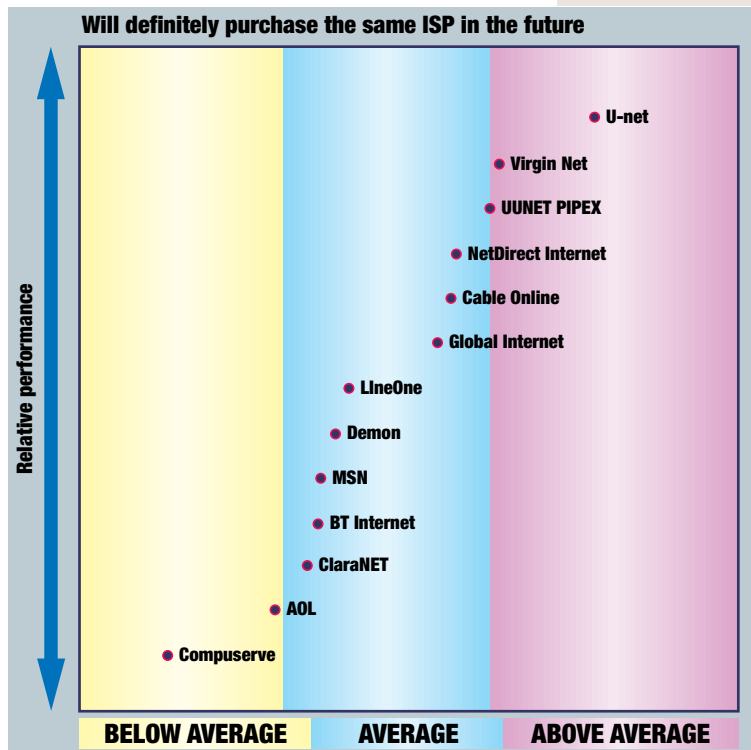 Will definitely purchase the same ISP in the future
Relative performance
U-net
Virgin Net
UUNET PIPEX
NetDirect Internet
Cable Online
Global Internet
LIneOne
Demon
MSN
BT Internet
ClaraNET
AOL
Compuserve
BELOW AVERAGE
AVERAGE
ABOVE AVERAGE